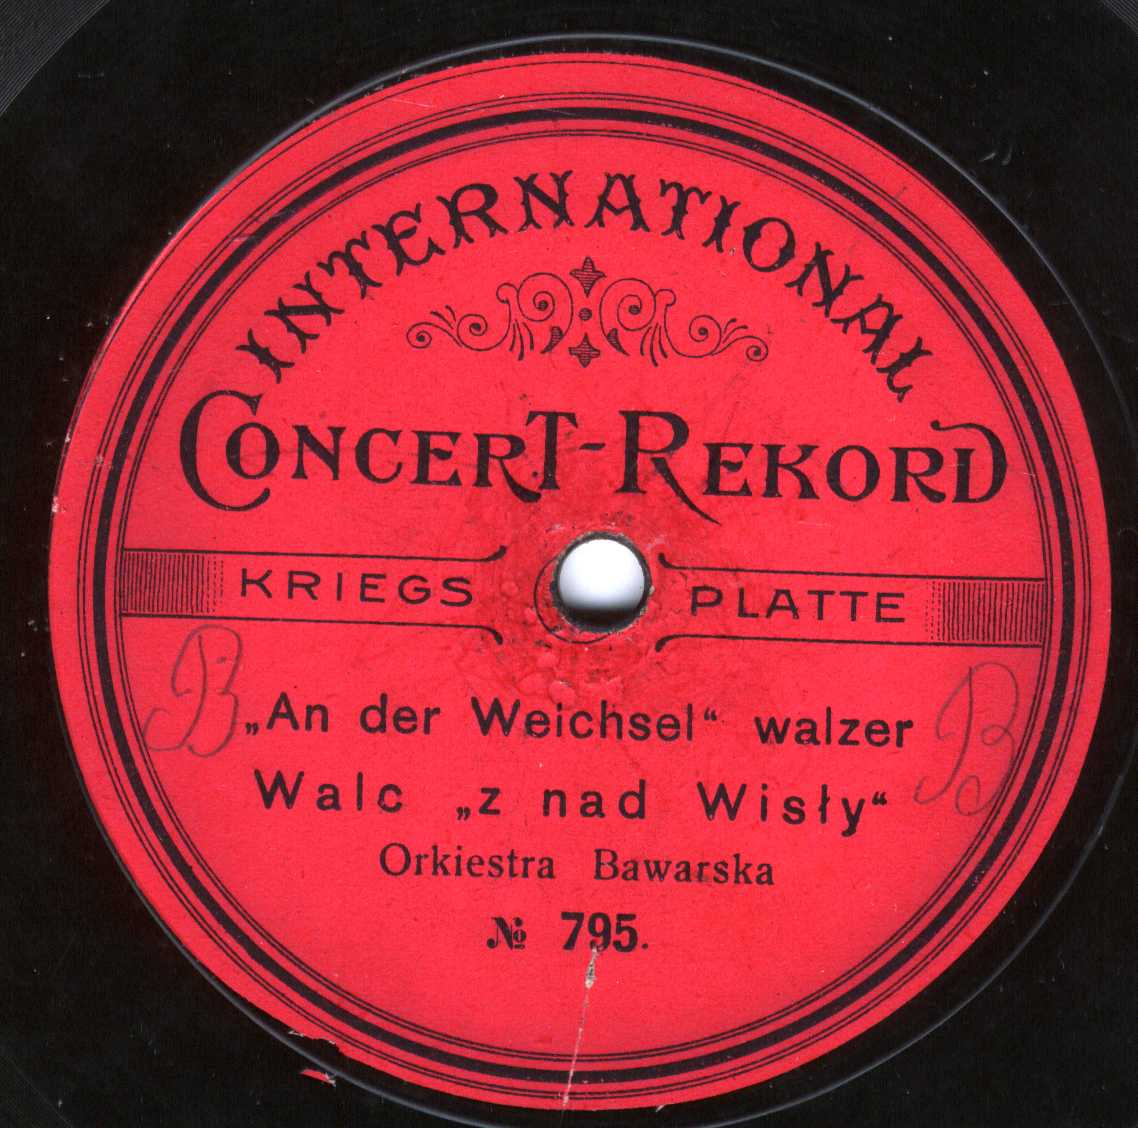 INTERNATIONAL
CONCERT-REKORD
KRIEGS PLATTE
B B
„An der Weichsel“ walzer
Walc „z nad Wisły“
Orkiestra Bawarska
№ 795.